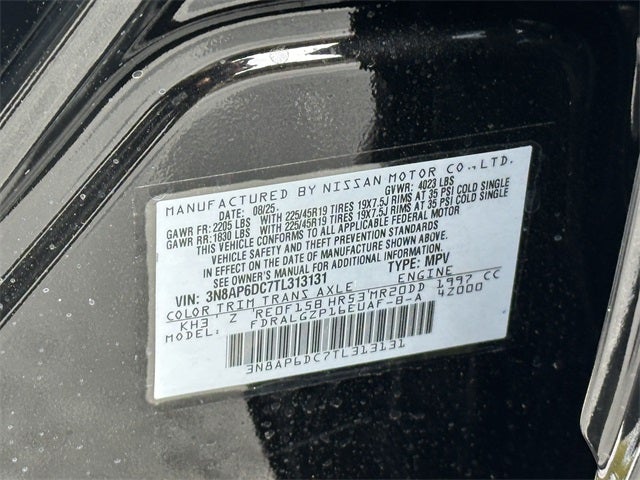 MANUFACTURED BY NISSAN MOTOR CO., LTD.
DATE: 08/25 GVWR: 4023 LBS
GAWR FR: 2205 LBS WITH 225/45R19 TIRES 19X7.5J RIMS AT 35 PSI COLD SINGLE
GAWR RR: 1830 LBS WITH 225/45R19 TIRES 19X7.5J RIMS AT 35 PSI COLD SINGLE
THIS VEHICLE CONFORMS TO ALL APPLICABLE FEDERAL MOTOR
VEHICLE SAFETY, AND THEFT PREVENTION STANDARDS
IN EFFECT ON THE DATE OF MANUFACTURE SHOWN ABOVE.
SEE OWNER'S MANUAL FOR ADDITIONAL INFORMATION.
VIN: 3N8AP6DC7TL313131 TYPE: MPV
COLOR TRIM TRANS AXLE ENGINE
KH3 Z RE0F15B HR53 MR20DD 1997 CC
MODEL: FDRALGZP16EUAF-B-A 42000
3N8AP6DC7TL313131